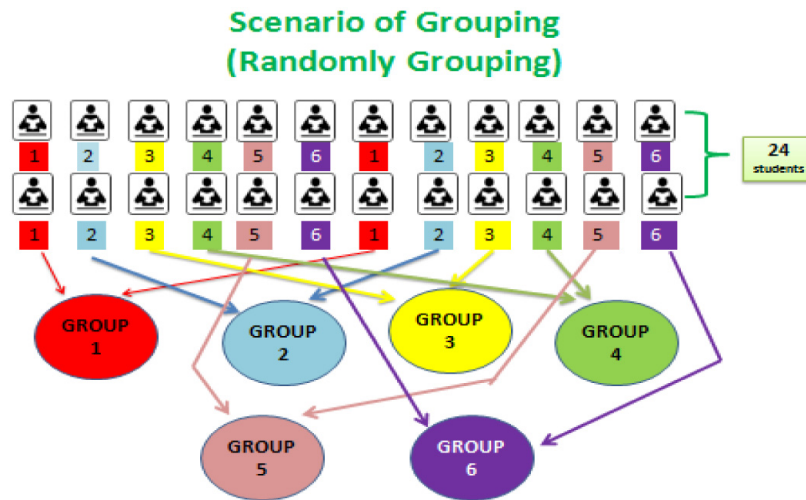 Scenario of Grouping
(Randomly Grouping)
1 2 3 4 5 6 1 2 3 4 5 6
24
students
1 2 3 4 5 6 1 2 3 4 5 6
GROUP
1
GROUP
2
GROUP
3
GROUP
4
GROUP
5
GROUP
6